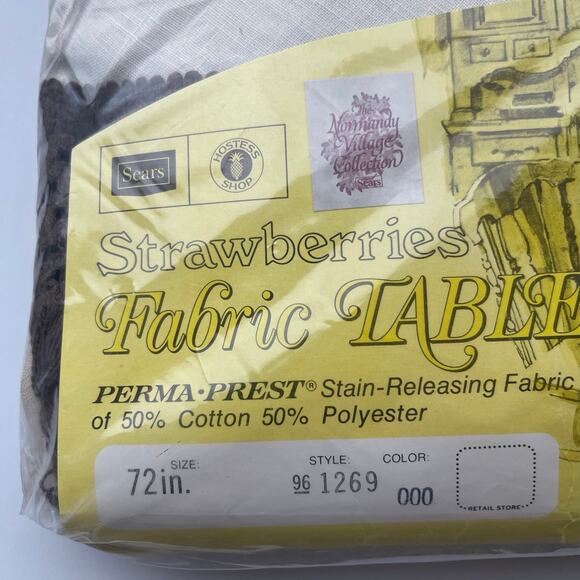 Sears
HOSTESS
SHOP
The
Normandy
Village
Collection
Sears
Strawberries
Fabric TABLE
PERMA·PREST® Stain-Releasing Fabric
of 50% Cotton 50% Polyester
SIZE: STYLE: COLOR:
72in. 96 1269 000
RETAIL STORE